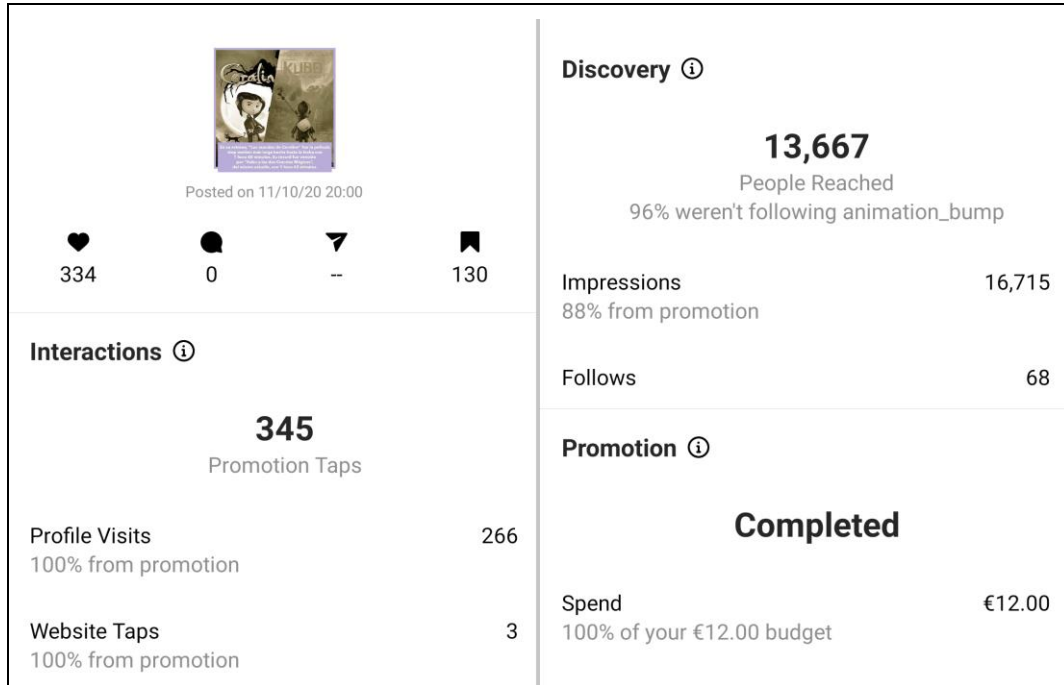 Coraline
KUBO
Posted on 11/10/20 20:00
334
0
--
130
Interactions
345
Promotion Taps
Profile Visits
266
100% from promotion
Website Taps
3
100% from promotion
Discovery
13,667
People Reached
96% weren't following animation_bump
Impressions
16,715
88% from promotion
Follows
68
Promotion
Completed
Spend
€12.00
100% of your €12.00 budget